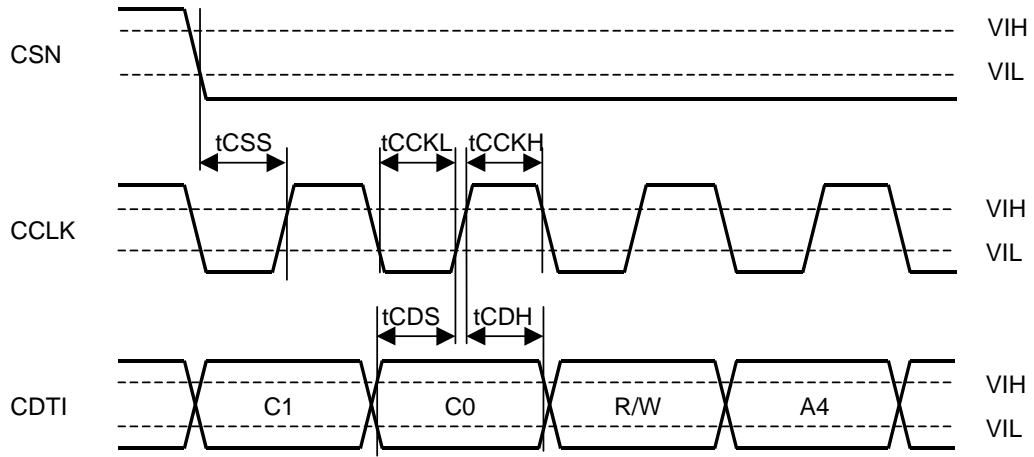 CSN
VIH
VIL
tCSS
tCCKL
tCCKH
CCLK
VIH
VIL
tCDS
tCDH
CDTI
C1
C0
R/W
A4
VIH
VIL